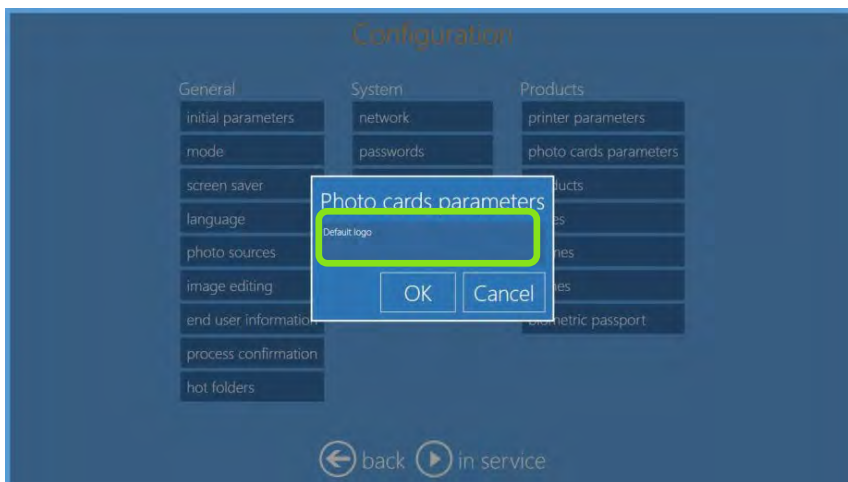 Configuration
General
initial parameters
mode
screen saver
language
photo sources
image editing
end user information
process confirmation
hot folders
System
network
passwords
Products
printer parameters
photo cards parameters
biometric passport
Photo cards parameters
Default logo
OK
Cancel
back
in service